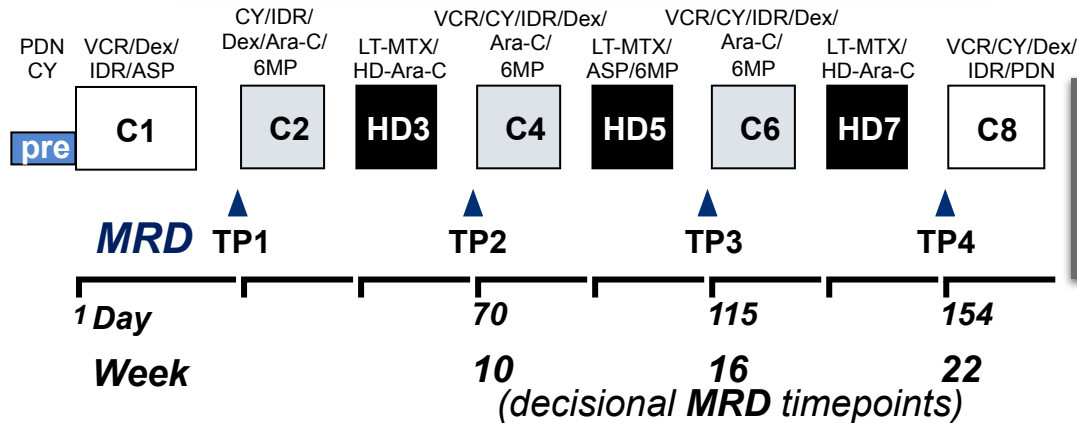 PDN
CY
VCR/Dex/
IDR/ASP
CY/IDR/
Dex/Ara-C/
6MP
LT-MTX/
HD-Ara-C
VCR/CY/IDR/Dex/
Ara-C/
6MP
LT-MTX/
ASP/6MP
VCR/CY/IDR/Dex/
Ara-C/
6MP
LT-MTX/
HD-Ara-C
VCR/CY/Dex/
IDR/PDN
pre
C1
C2
HD3
C4
HD5
C6
HD7
C8
MRD
TP1
TP2
TP3
TP4
1 Day
70
115
154
Week
10
16
22
(decisional MRD timepoints)